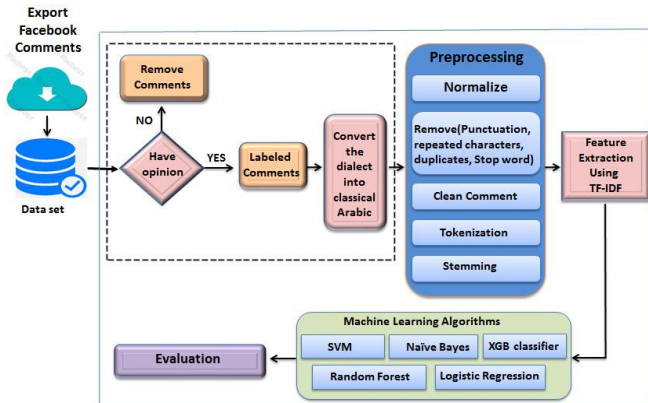 Export
Facebook
Comments
Data set
Remove
Comments
NO
Have
opinion
YES
Labeled
Comments
Convert
the
dialect
into
classical
Arabic
Preprocessing
Normalize
Remove(Punctuation,
repeated characters,
duplicates, Stop word)
Clean Comment
Tokenization
Stemming
Feature
Extraction
Using
TF-IDF
Machine Learning Algorithms
SVM
Naïve Bayes
XGB classifier
Random Forest
Logistic Regression
Evaluation